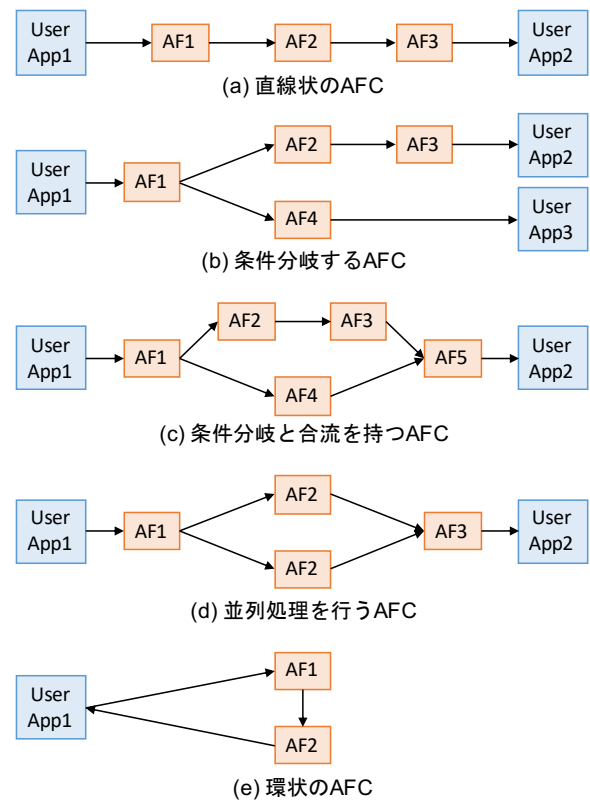 User
App1
AF1
AF2
AF3
User
App2
(a) 直線状のAFC
User
App1
AF1
AF2
AF3
User
App2
AF4
User
App3
(b) 条件分岐するAFC
User
App1
AF1
AF2
AF3
AF4
AF5
User
App2
(c) 条件分岐と合流を持つAFC
User
App1
AF1
AF2
AF2
AF3
User
App2
(d) 並列処理を行うAFC
User
App1
AF1
AF2
(e) 環状のAFC